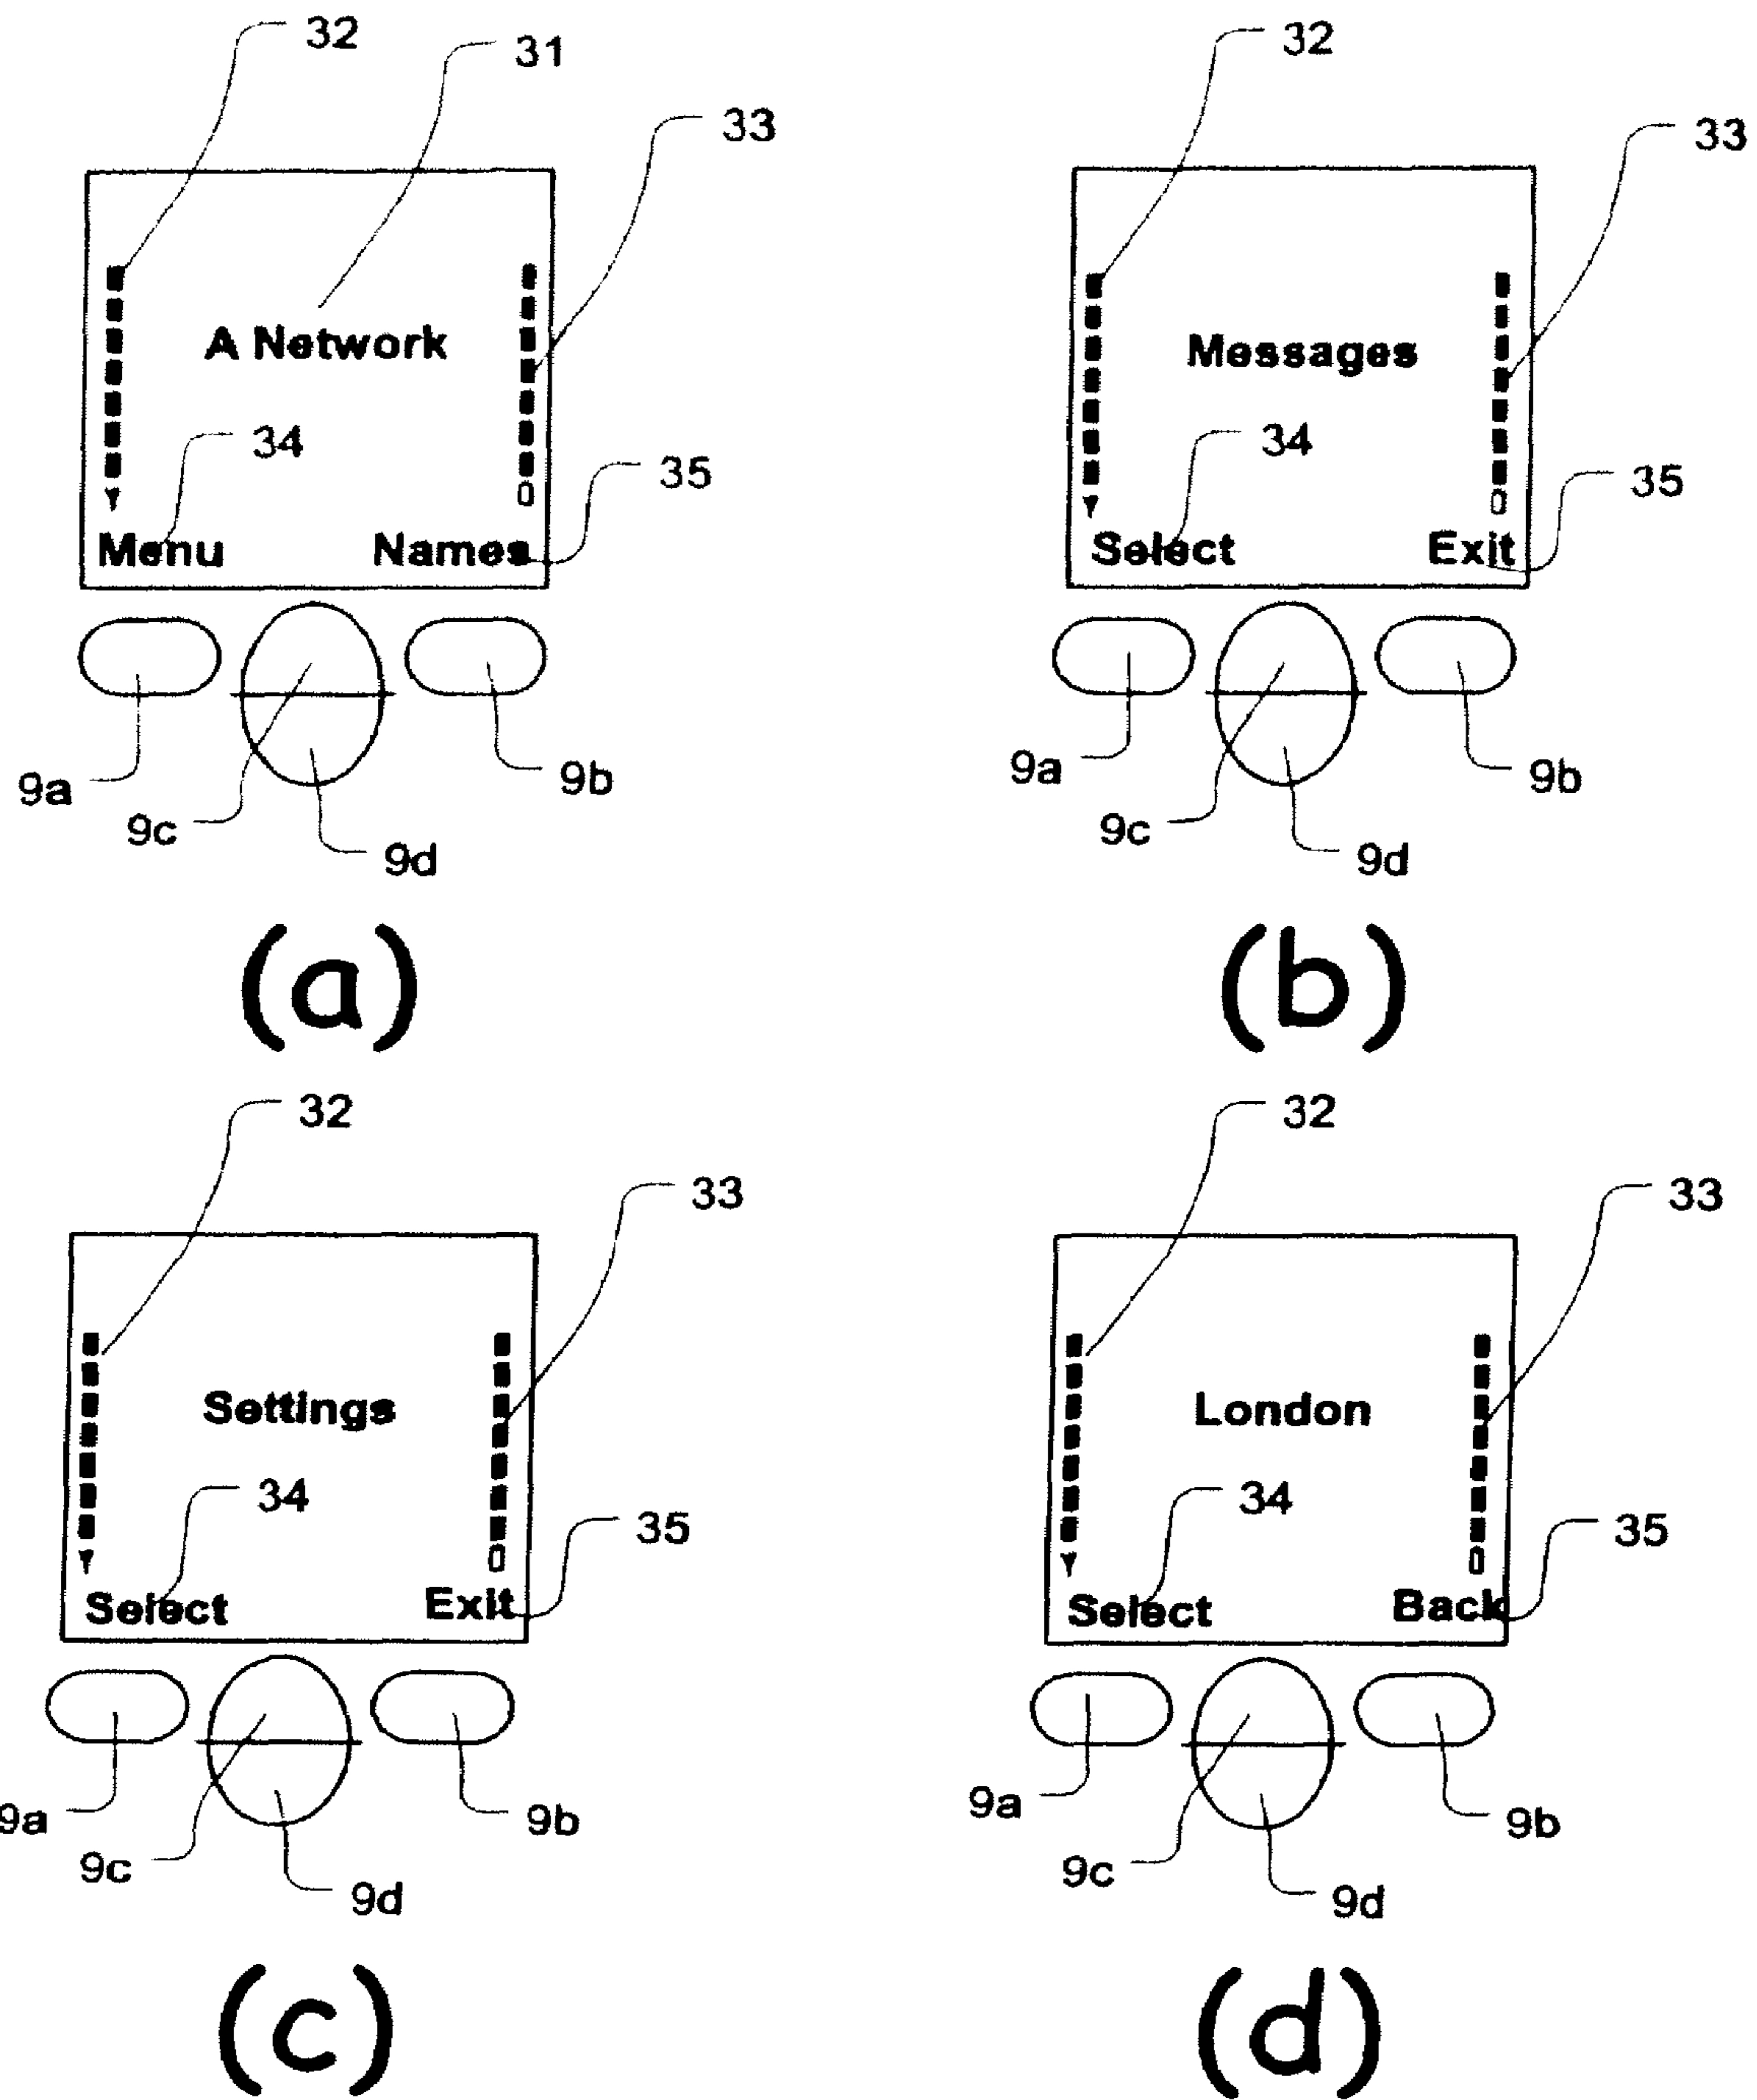 32
31
33
A Network
34
35
Menu Names
9a
9b
9c
9d
(a)
32
33
Messages
34
35
Select Exit
9a
9b
9c
9d
(b)
32
33
Settings
34
35
Select Exit
9a
9b
9c
9d
(c)
32
33
London
34
35
Select Back
9a
9b
9c
9d
(d)